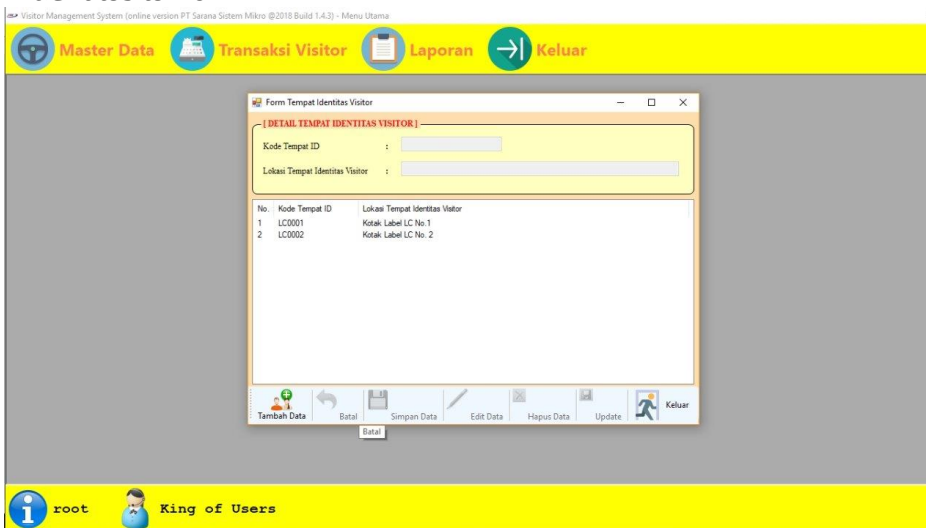 Visitor Management System (online version PT Sarana Sistem Mikro @2018 Build 1.4.3) - Menu Utama
Master Data Transaksi Visitor Laporan Keluar
Form Tempat Identitas Visitor
[ DETAIL TEMPAT IDENTITAS VISITOR ]
Kode Tempat ID :
Lokasi Tempat Identitas Visitor :
No. Kode Tempat ID Lokasi Tempat Identitas Visitor
1 LC0001 Kotak Label LC No.1
2 LC0002 Kotak Label LC No. 2
Tambah Data Batal Simpan Data Edit Data Hapus Data Update Keluar
Batal
root King of Users